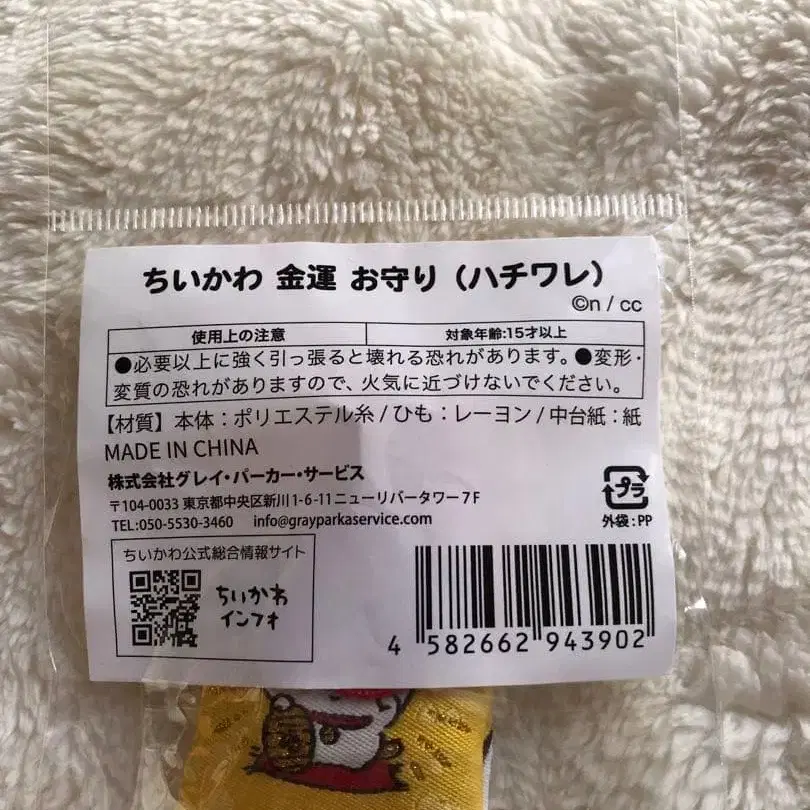 ちいかわ 金運 お守り（ハチワレ）
©n / cc
使用上の注意 対象年齢:15才以上
●必要以上に強く引っ張ると壊れる恐れがあります。●変形・
変質の恐れがありますので、火気に近づけないでください。
【材質】本体：ポリエステル糸/ひも：レーヨン/中台紙：紙
MADE IN CHINA
株式会社グレイ・パーカー・サービス
〒104-0033 東京都中央区新川1-6-11ニューリバータワー7F
TEL:050-5530-3460 info@grayparkaservice.com
プラ
外袋:PP
ちいかわ公式総合情報サイト
ちいかわ
インフォ
4 582662 943902